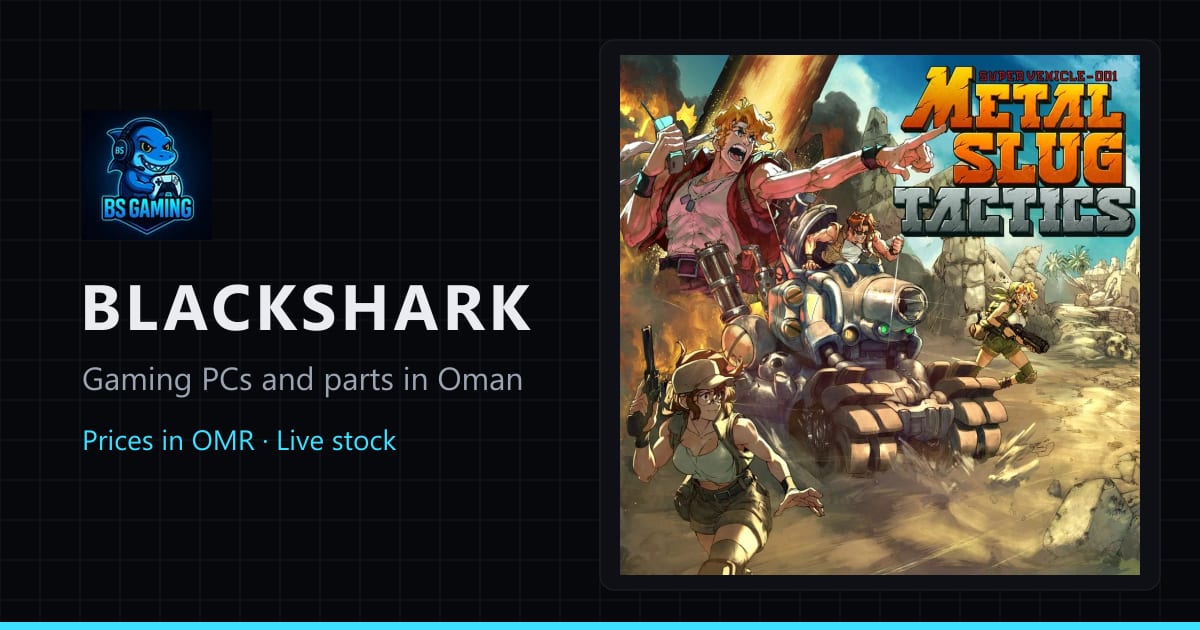 BS
BS GAMING
BLACKSHARK
Gaming PCs and parts in Oman
Prices in OMR · Live stock
SUPER VEHICLE-001
METAL
SLUG
TACTICS